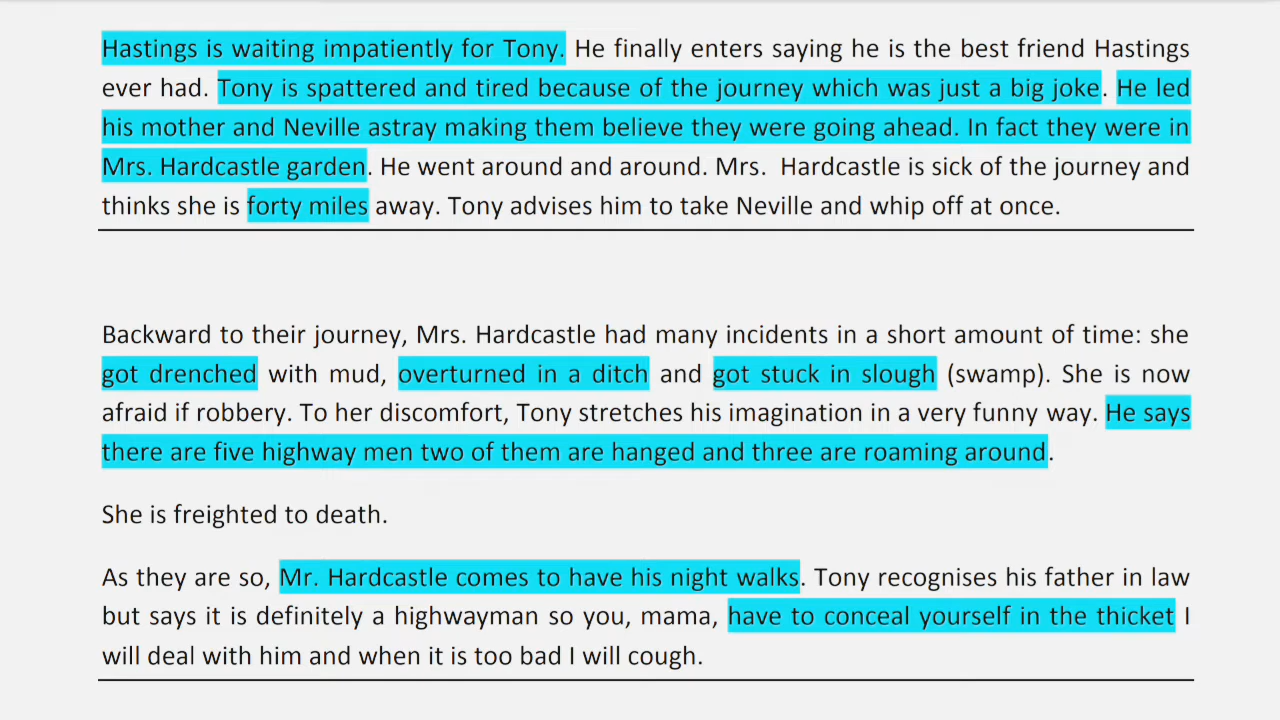 Hastings is waiting impatiently for Tony. He finally enters saying he is the best friend Hastings
ever had. Tony is spattered and tired because of the journey which was just a big joke. He led
his mother and Neville astray making them believe they were going ahead. In fact they were in
Mrs. Hardcastle garden. He went around and around. Mrs.  Hardcastle is sick of the journey and
thinks she is forty miles away. Tony advises him to take Neville and whip off at once.
Backward to their journey, Mrs. Hardcastle had many incidents in a short amount of time: she
got drenched with mud, overturned in a ditch and got stuck in slough (swamp). She is now
afraid if robbery. To her discomfort, Tony stretches his imagination in a very funny way. He says
there are five highway men two of them are hanged and three are roaming around.
She is freighted to death.
As they are so, Mr. Hardcastle comes to have his night walks. Tony recognises his father in law
but says it is definitely a highwayman so you, mama, have to conceal yourself in the thicket I
will deal with him and when it is too bad I will cough.